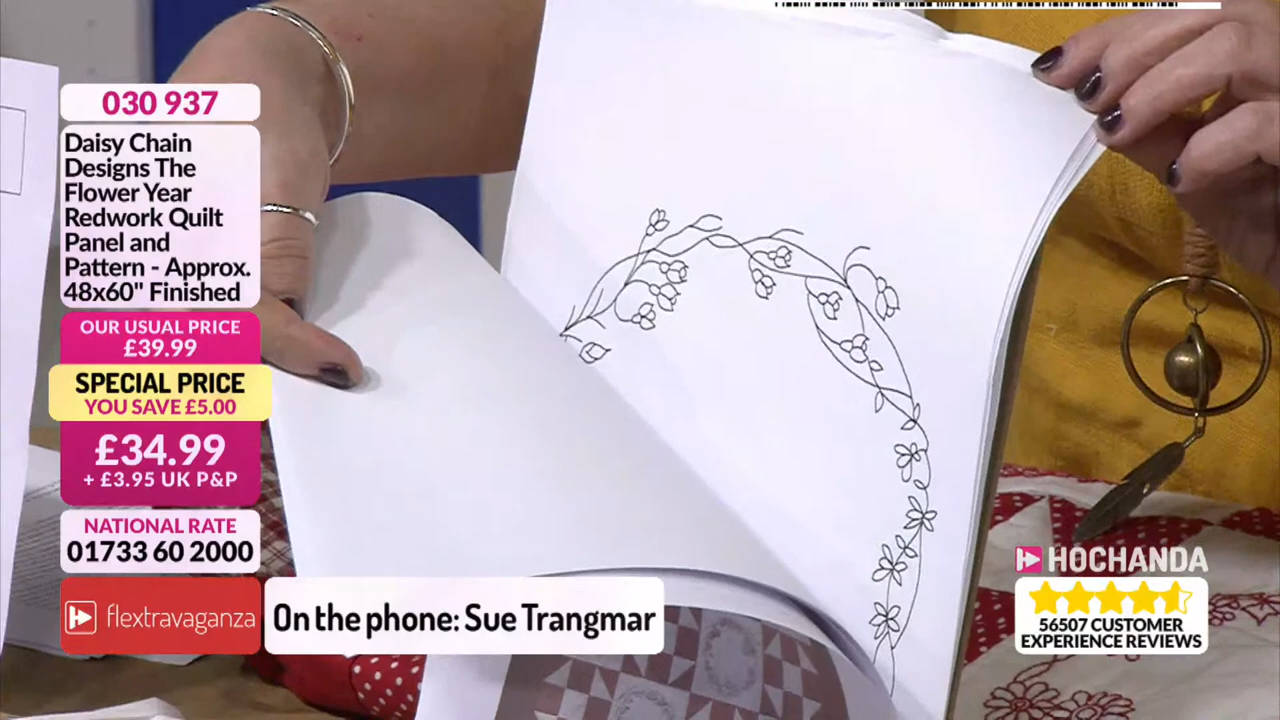 030 937
Daisy Chain
Designs The
Flower Year
Redwork Quilt
Panel and
Pattern - Approx.
48x60" Finished
OUR USUAL PRICE
£39.99
SPECIAL PRICE
YOU SAVE £5.00
£34.99
+ £3.95 UK P&P
NATIONAL RATE
01733 60 2000
flextravaganza
On the phone: Sue Trangmar
HOCHANDA
56507 CUSTOMER
EXPERIENCE REVIEWS